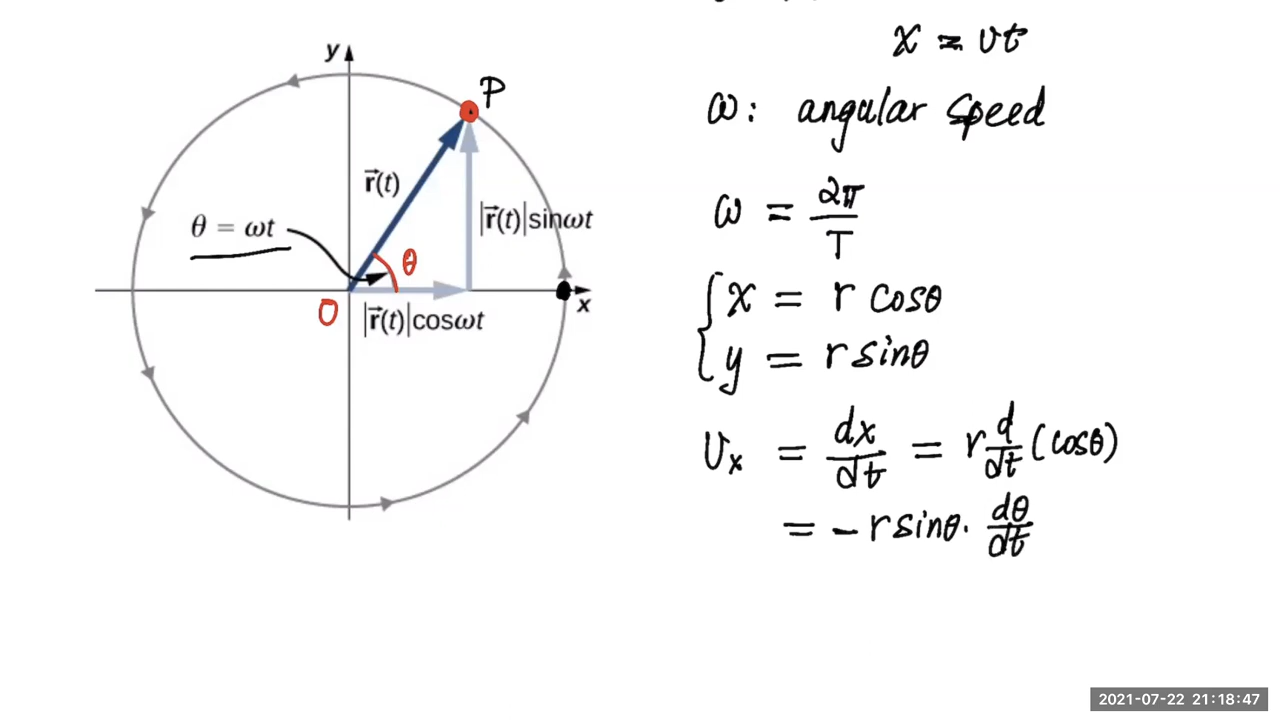 y
P
r⃗(t)
|r⃗(t)|sinωt
θ = ωt
θ
O
|r⃗(t)|cosωt
x
x = vt
ω: angular speed
ω = 2π/T
{ x = r cosθ
y = r sinθ
vₓ = dx/dt = r d/dt (cosθ)
= - r sinθ · dθ/dt
2021-07-22 21:18:47